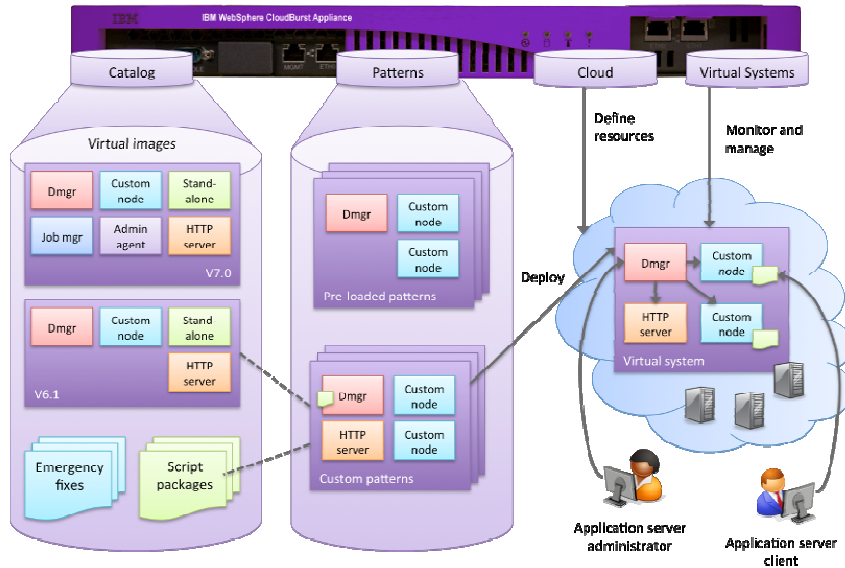 IBM
IBM WebSphere CloudBurst Appliance
MGMT
Catalog
Patterns
Cloud
Virtual Systems
Define
resources
Monitor and
manage
Virtual images
Dmgr
Custom
node
Stand-
alone
Job mgr
Admin
agent
HTTP
server
V7.0
Dmgr
Custom
node
Stand
alone
HTTP
server
V6.1
Emergency
fixes
Script
packages
Dmgr
Custom
node
Custom
node
Pre-loaded patterns
Dmgr
Custom
node
HTTP
server
Custom
node
Custom patterns
Deploy
Dmgr
Custom
node
HTTP
server
Custom
node
Virtual system
Application server
administrator
Application server
client